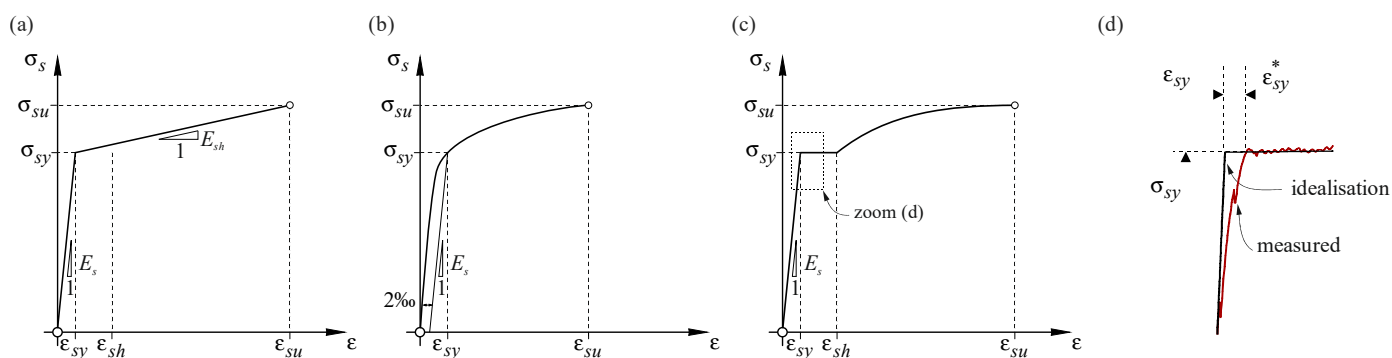 (a)
σs
σsu
σsy
Esh
1
Es
1
εsy
εsh
εsu
ε
(b)
σs
σsu
σsy
2‰
Es
1
εsy
εsu
ε
(c)
σs
σsu
σsy
zoom (d)
Es
1
εsy
εsh
εsu
ε
(d)
εsy
ε*sy
σsy
idealisation
measured